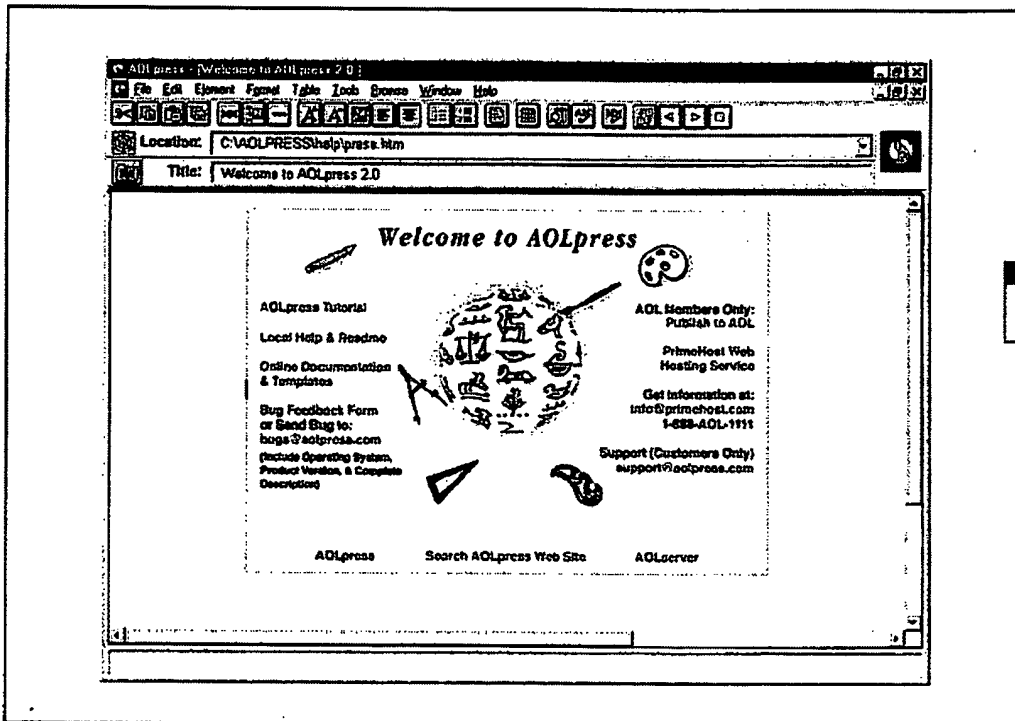 AOLpress - [Welcome to AOLpress 2.0]
File Edit Element Format Table Tools Browse Window Help
Location: C:\AOLPRESS\help\press.htm
Title: Welcome to AOLpress 2.0
Welcome to AOLpress
AOLpress Tutorial
Local Help & Readme
Online Documentation
& Templates
Bug Feedback Form
or Send Bug to:
bugs@aolpress.com
(Include Operating System,
Product Version, & Complete
Description)
AOL Members Only:
Publish to AOL
PrimeHost Web
Hosting Service
Get Information at:
info@primehost.com
1-888-AOL-1111
Support (Customers Only)
support@aolpress.com
AOLpress Search AOLpress Web Site AOLserver